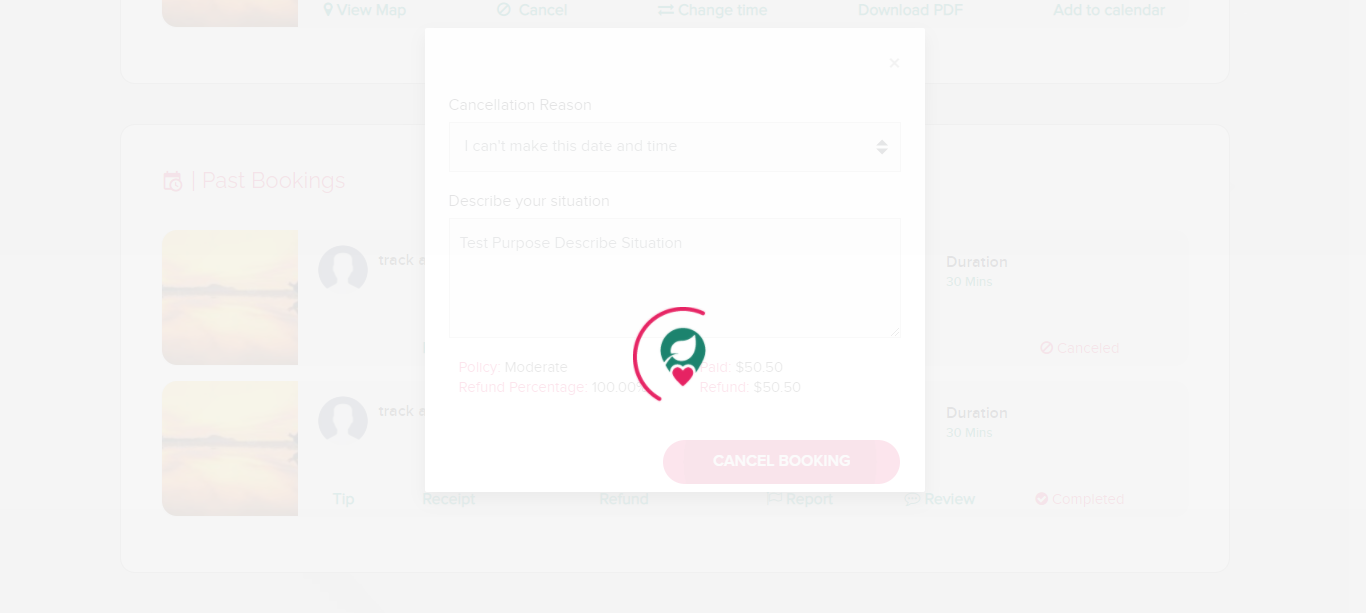 View Map Cancel Change time Download PDF Add to calendar
×
Cancellation Reason
I can't make this date and time
Describe your situation
Test Purpose Describe Situation
| Past Bookings
track a
Duration
30 Mins
Canceled
Policy: Moderate
Paid: $50.50
Refund Percentage: 100.00
Refund: $50.50
track a
Duration
30 Mins
CANCEL BOOKING
Tip Receipt Refund Report Review Completed